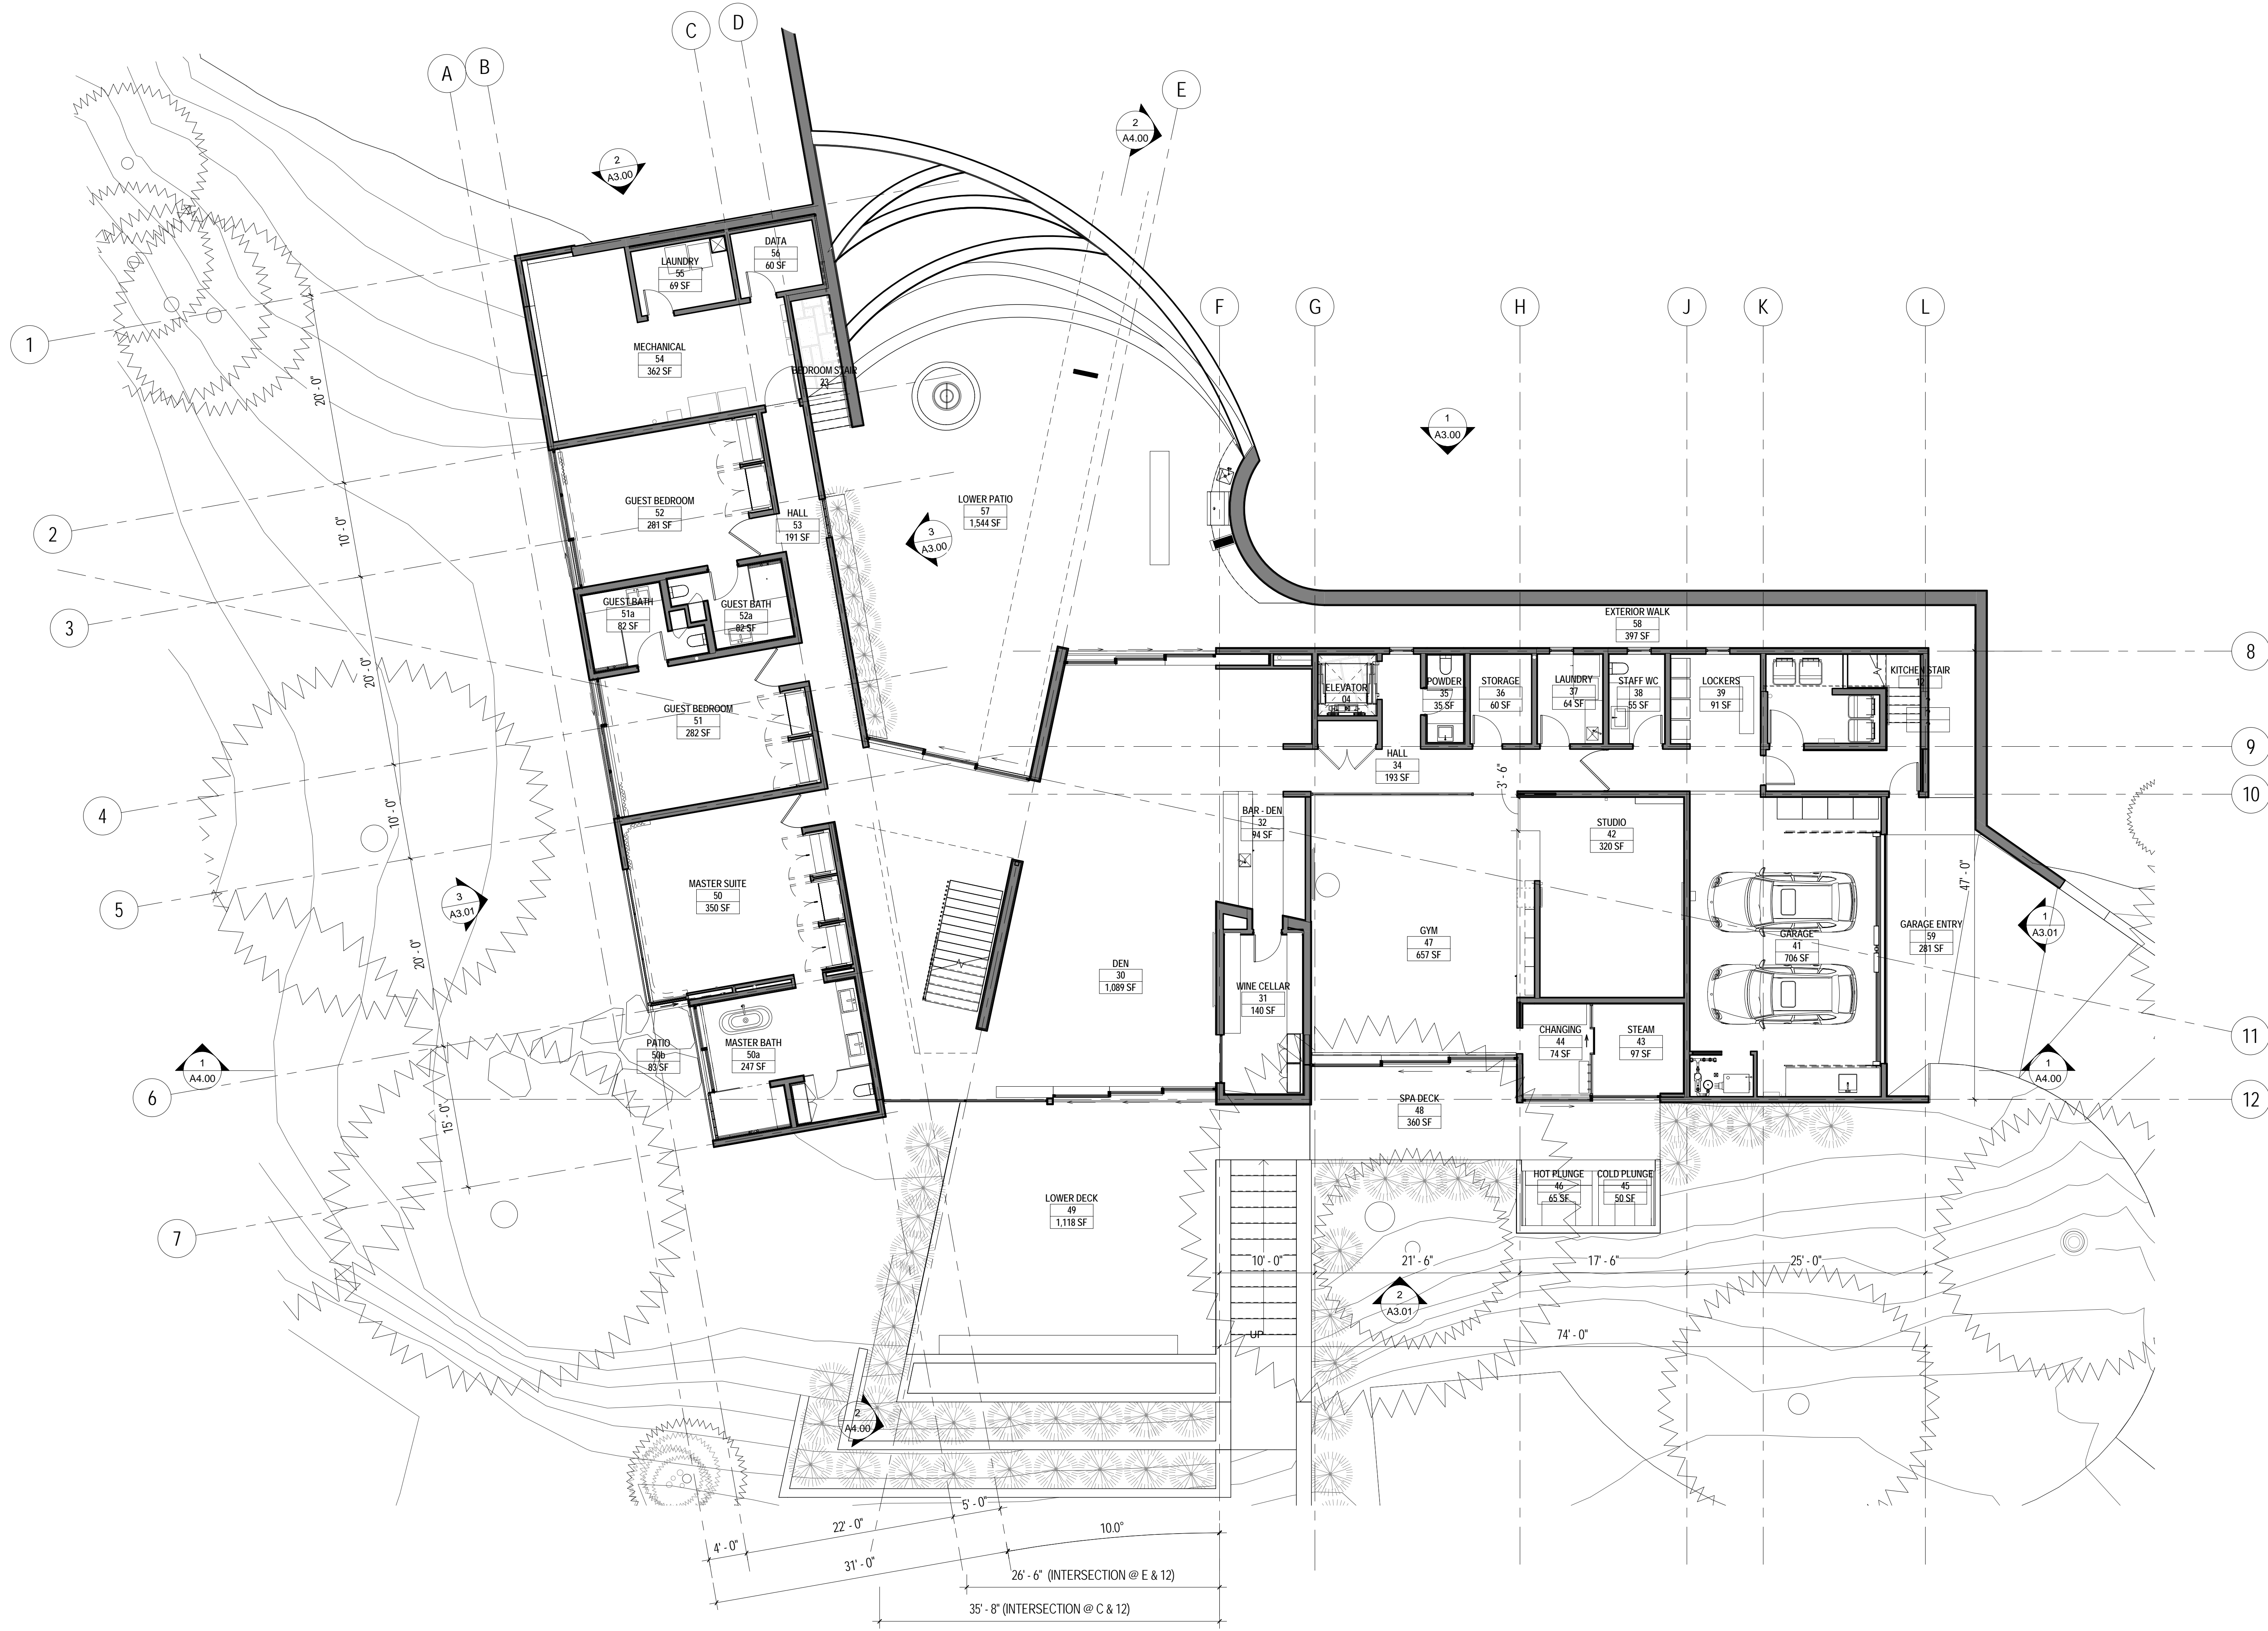 C
D
A
B
E
2
A4.00
2
A3.00
F
G
H
J
K
L
1
2
3
4
5
6
7
8
9
10
11
12
DATA
56
60 SF
LAUNDRY
55
69 SF
MECHANICAL
54
362 SF
BEDROOM STAIR
23
20' - 0"
1
A3.00
GUEST BEDROOM
52
281 SF
HALL
53
191 SF
LOWER PATIO
57
1,544 SF
10' - 0"
3
A3.00
GUEST BATH
51a
82 SF
GUEST BATH
52a
82 SF
EXTERIOR WALK
58
397 SF
20' - 0"
GUEST BEDROOM
51
282 SF
ELEVATOR
04
POWDER
35
35 SF
STORAGE
36
60 SF
LAUNDRY
37
64 SF
STAFF WC
38
55 SF
LOCKERS
39
91 SF
KITCHEN STAIR
12
HALL
34
193 SF
3' - 6"
10' - 0"
BAR - DEN
32
94 SF
STUDIO
42
320 SF
MASTER SUITE
50
350 SF
3
A3.01
47' - 0"
GYM
47
657 SF
GARAGE
41
706 SF
GARAGE ENTRY
59
281 SF
1
A3.01
20' - 0"
DEN
30
1,089 SF
WINE CELLAR
31
140 SF
CHANGING
44
74 SF
STEAM
43
97 SF
PATIO
50b
83 SF
MASTER BATH
50a
247 SF
1
A4.00
1
A4.00
15' - 0"
SPA DECK
48
360 SF
HOT PLUNGE
46
65 SF
COLD PLUNGE
45
50 SF
LOWER DECK
49
1,118 SF
10' - 0"
21' - 6"
17' - 6"
25' - 0"
2
A3.01
UP
74' - 0"
2
A4.00
5' - 0"
22' - 0"
4' - 0"
10.0°
31' - 0"
26' - 6" (INTERSECTION @ E & 12)
35' - 8" (INTERSECTION @ C & 12)